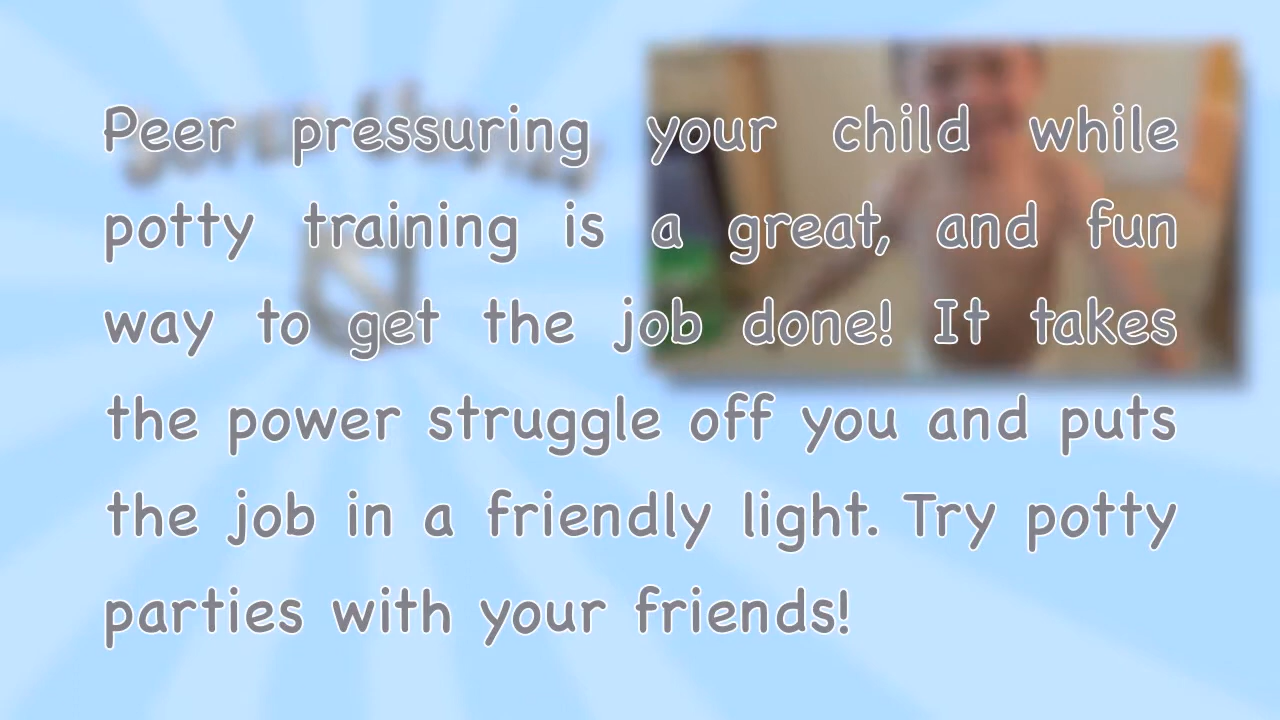 Peer pressuring your child while
potty training is a great, and fun
way to get the job done! It takes
the power struggle off you and puts
the job in a friendly light. Try potty
parties with your friends!